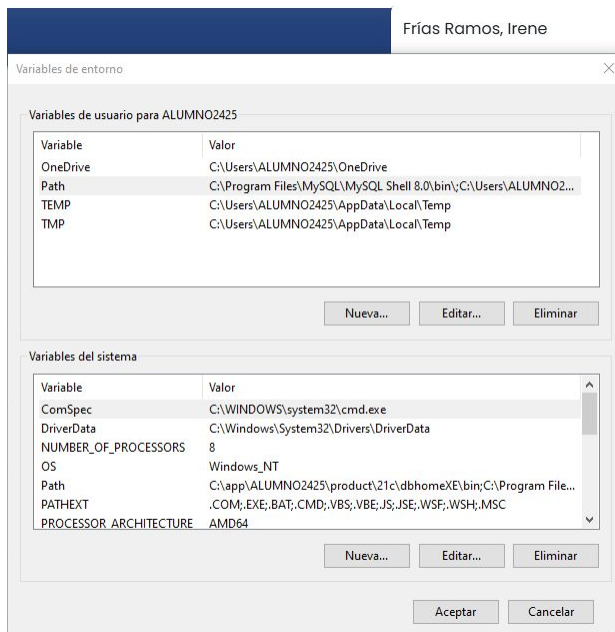 Frías Ramos, Irene
Variables de entorno
Variables de usuario para ALUMNO2425
Variable Valor
OneDrive C:\Users\ALUMNO2425\OneDrive
Path C:\Program Files\MySQL\MySQL Shell 8.0\bin\;C:\Users\ALUMNO2...
TEMP C:\Users\ALUMNO2425\AppData\Local\Temp
TMP C:\Users\ALUMNO2425\AppData\Local\Temp
Nueva... Editar... Eliminar
Variables del sistema
Variable Valor
ComSpec C:\WINDOWS\system32\cmd.exe
DriverData C:\Windows\System32\Drivers\DriverData
NUMBER_OF_PROCESSORS 8
OS Windows_NT
Path C:\app\ALUMNO2425\product\21c\dbhomeXE\bin;C:\Program File...
PATHEXT .COM;.EXE;.BAT;.CMD;.VBS;.VBE;.JS;.JSE;.WSF;.WSH;.MSC
PROCESSOR_ARCHITECTURE AMD64
Nueva... Editar... Eliminar
Aceptar Cancelar